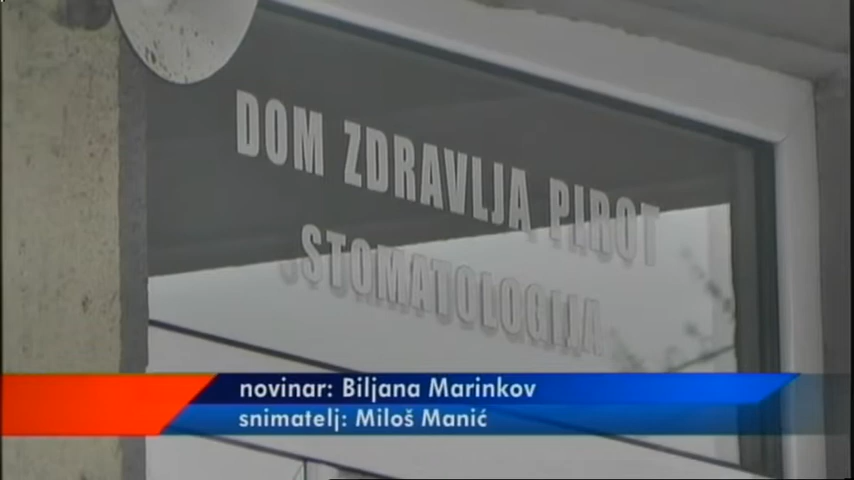 DOM ZDRAVLJA PIROT
STOMATOLOGIJA
novinar: Biljana Marinkov
snimatelj: Miloš Manić